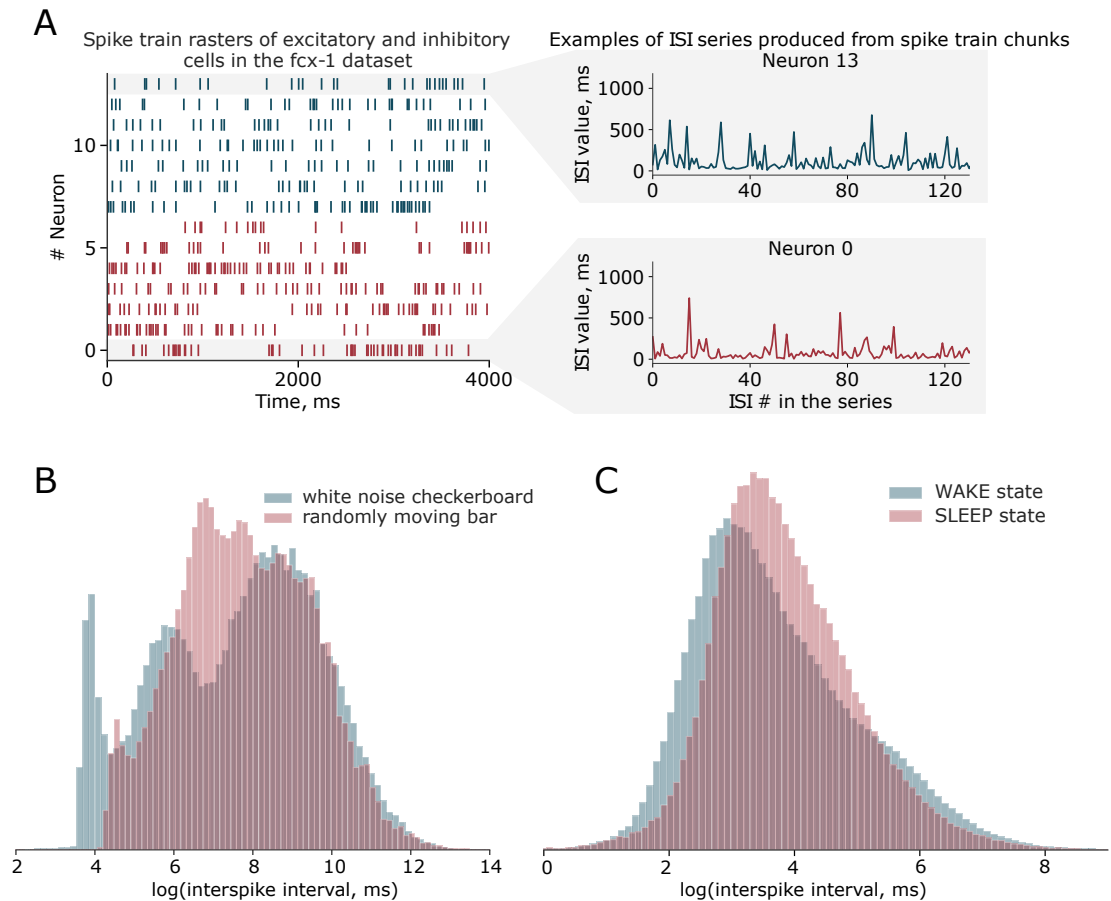 A
Spike train rasters of excitatory and inhibitory
cells in the fcx-1 dataset
# Neuron
10
5
0
0
2000
4000
Time, ms
Examples of ISI series produced from spike train chunks
Neuron 13
ISI value, ms
1000
500
0
0
40
80
120
Neuron 0
ISI value, ms
1000
500
0
0
40
80
120
ISI # in the series
B
white noise checkerboard
randomly moving bar
2
4
6
8
10
12
14
log(interspike interval, ms)
C
WAKE state
SLEEP state
0
2
4
6
8
log(interspike interval, ms)